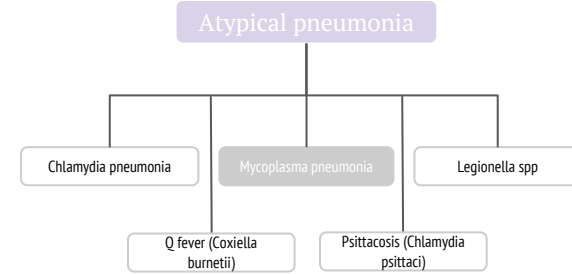 Atypical pneumonia
Chlamydia pneumonia
Mycoplasma pneumonia
Legionella spp
Q fever (Coxiella
burnetii)
Psittacosis (Chlamydia
psittaci)